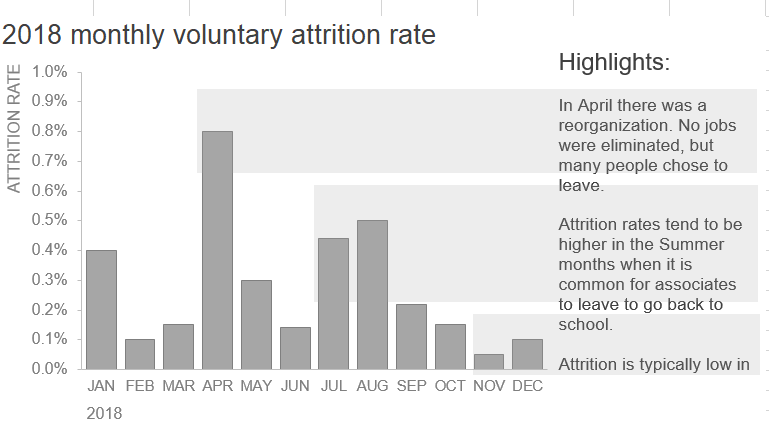 2018 monthly voluntary attrition rate
Highlights:
ATTRITION RATE
1.0%
0.9%
0.8%
0.7%
0.6%
0.5%
0.4%
0.3%
0.2%
0.1%
0.0%
JAN FEB MAR APR MAY JUN JUL AUG SEP OCT NOV DEC
2018
In April there was a
reorganization. No jobs
were eliminated, but
many people chose to
leave.
Attrition rates tend to be
higher in the Summer
months when it is
common for associates
to leave to go back to
school.
Attrition is typically low in